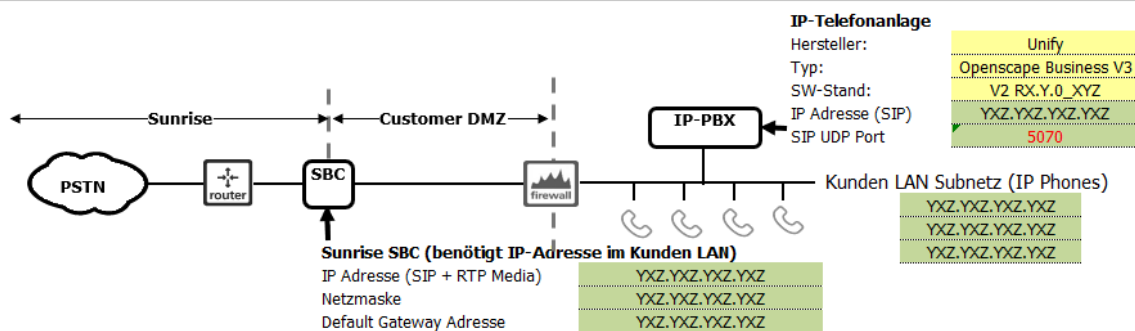 IP-Telefonanlage
Hersteller: Unify
Typ: Openscape Business V3
SW-Stand: V2 RX.Y.0_XYZ
IP Adresse (SIP) YXZ.YXZ.YXZ.YXZ
SIP UDP Port 5070
Sunrise
Customer DMZ
IP-PBX
PSTN
router
SBC
firewall
Kunden LAN Subnetz (IP Phones)
YXZ.YXZ.YXZ.YXZ
YXZ.YXZ.YXZ.YXZ
YXZ.YXZ.YXZ.YXZ
Sunrise SBC (benötigt IP-Adresse im Kunden LAN)
IP Adresse (SIP + RTP Media) YXZ.YXZ.YXZ.YXZ
Netzmaske YXZ.YXZ.YXZ.YXZ
Default Gateway Adresse YXZ.YXZ.YXZ.YXZ